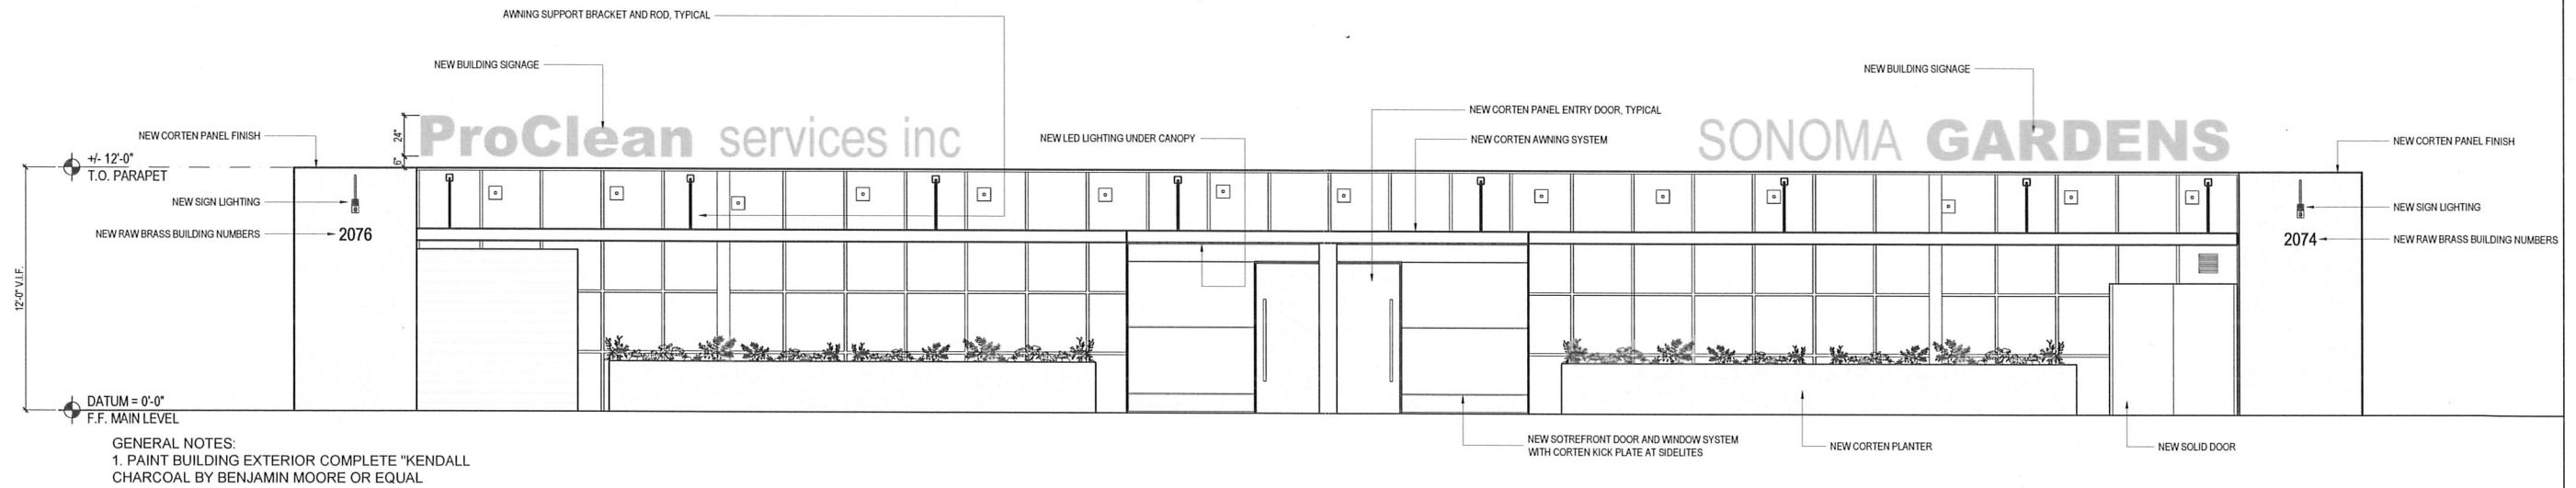 AWNING SUPPORT BRACKET AND ROD, TYPICAL
NEW BUILDING SIGNAGE
NEW BUILDING SIGNAGE
NEW CORTEN PANEL ENTRY DOOR, TYPICAL
24"
ProClean services inc
SONOMA GARDENS
NEW CORTEN PANEL FINISH
NEW LED LIGHTING UNDER CANOPY
NEW CORTEN AWNING SYSTEM
NEW CORTEN PANEL FINISH
6"
+/- 12'-0"
T.O. PARAPET
NEW SIGN LIGHTING
NEW SIGN LIGHTING
NEW RAW BRASS BUILDING NUMBERS
2076
2074
NEW RAW BRASS BUILDING NUMBERS
12'-0" V.I.F.
DATUM = 0'-0"
F.F. MAIN LEVEL
GENERAL NOTES:
1. PAINT BUILDING EXTERIOR COMPLETE "KENDALL
CHARCOAL BY BENJAMIN MOORE OR EQUAL
NEW SOTREFRONT DOOR AND WINDOW SYSTEM
WITH CORTEN KICK PLATE AT SIDELITES
NEW CORTEN PLANTER
NEW SOLID DOOR